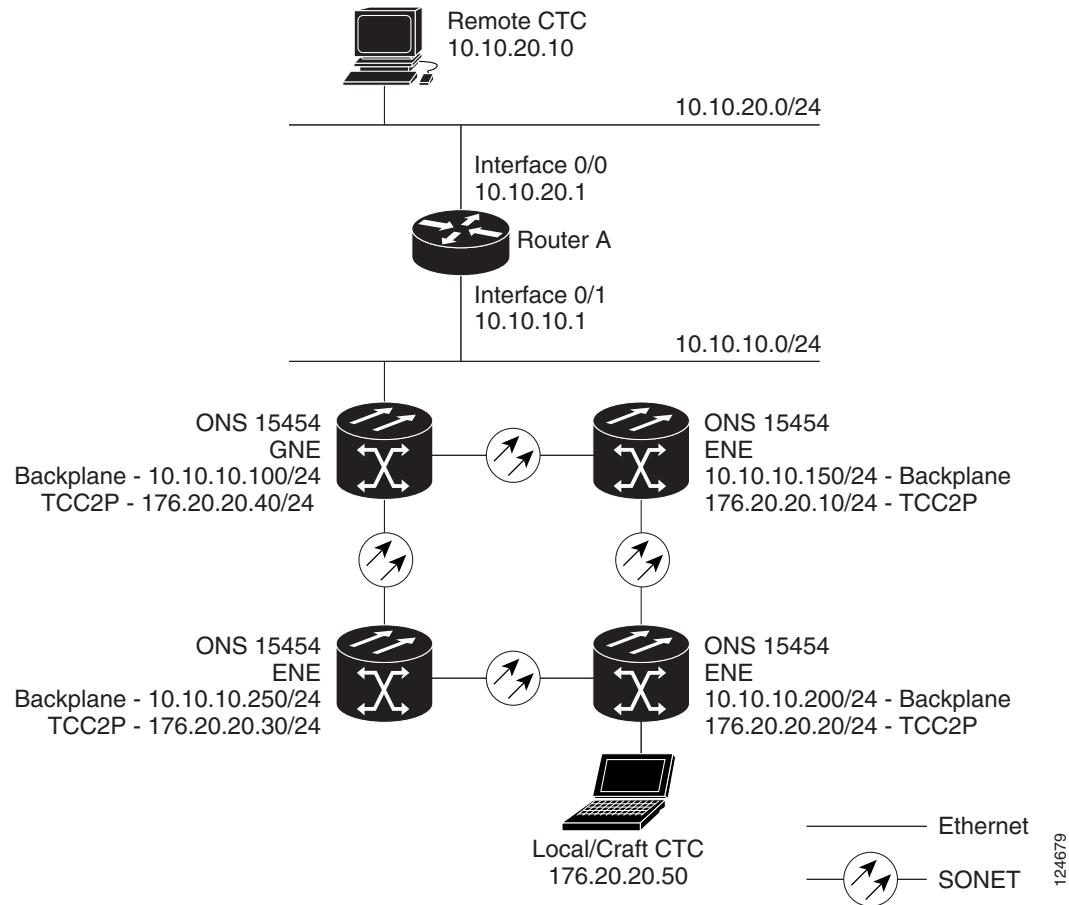 Remote CTC
10.10.20.10
10.10.20.0/24
Interface 0/0
10.10.20.1
Router A
Interface 0/1
10.10.10.1
10.10.10.0/24
ONS 15454
GNE
Backplane - 10.10.10.100/24
TCC2P - 176.20.20.40/24
ONS 15454
ENE
10.10.10.150/24 - Backplane
176.20.20.10/24 - TCC2P
ONS 15454
ENE
Backplane - 10.10.10.250/24
TCC2P - 176.20.20.30/24
ONS 15454
ENE
10.10.10.200/24 - Backplane
176.20.20.20/24 - TCC2P
Local/Craft CTC
176.20.20.50
Ethernet
SONET
124679